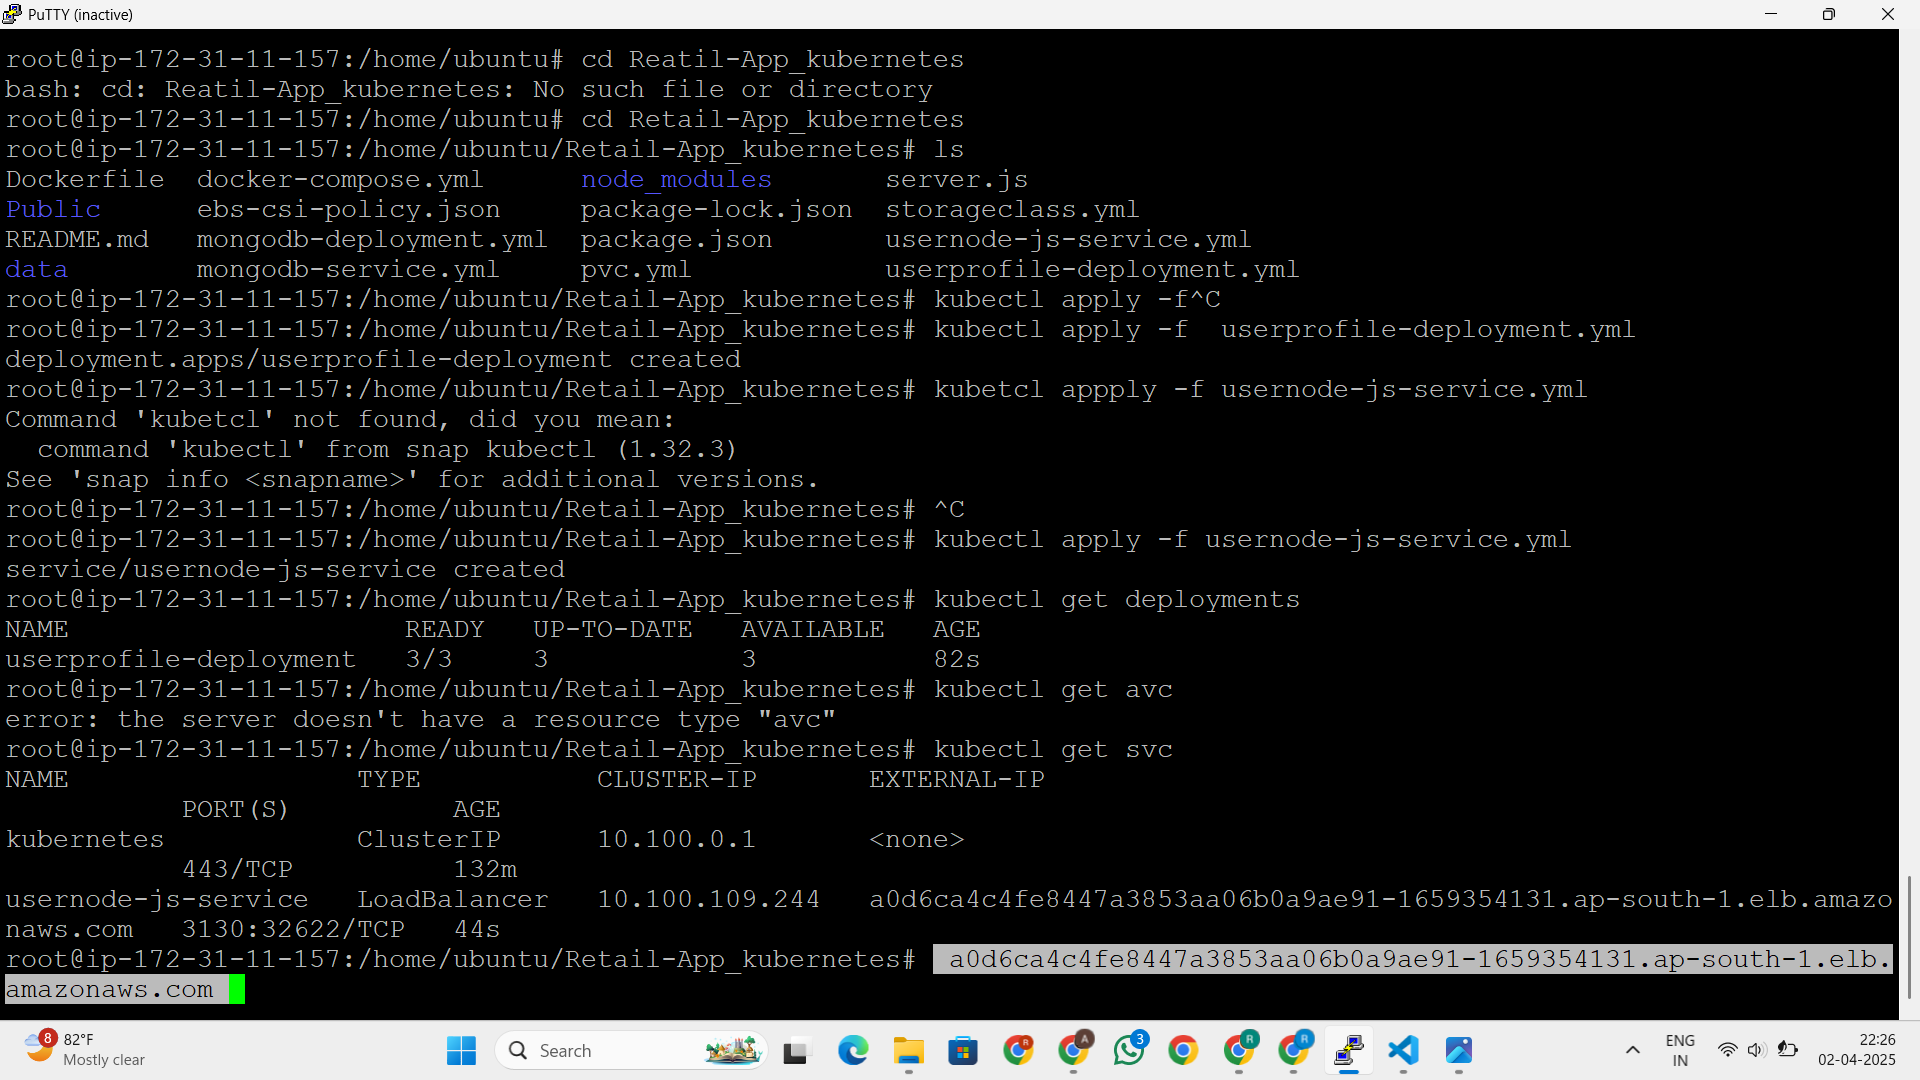 PuTTY (inactive)
root@ip-172-31-11-157:/home/ubuntu# cd Reatil-App_kubernetes
bash: cd: Reatil-App_kubernetes: No such file or directory
root@ip-172-31-11-157:/home/ubuntu# cd Retail-App_kubernetes
root@ip-172-31-11-157:/home/ubuntu/Retail-App_kubernetes# ls
Dockerfile  docker-compose.yml      node_modules       server.js
Public      ebs-csi-policy.json     package-lock.json  storageclass.yml
README.md   mongodb-deployment.yml  package.json       usernode-js-service.yml
data        mongodb-service.yml     pvc.yml            userprofile-deployment.yml
root@ip-172-31-11-157:/home/ubuntu/Retail-App_kubernetes# kubectl apply -f^C
root@ip-172-31-11-157:/home/ubuntu/Retail-App_kubernetes# kubectl apply -f  userprofile-deployment.yml
deployment.apps/userprofile-deployment created
root@ip-172-31-11-157:/home/ubuntu/Retail-App_kubernetes# kubetcl appply -f usernode-js-service.yml
Command 'kubetcl' not found, did you mean:
  command 'kubectl' from snap kubectl (1.32.3)
See 'snap info <snapname>' for additional versions.
root@ip-172-31-11-157:/home/ubuntu/Retail-App_kubernetes# ^C
root@ip-172-31-11-157:/home/ubuntu/Retail-App_kubernetes# kubectl apply -f usernode-js-service.yml
service/usernode-js-service created
root@ip-172-31-11-157:/home/ubuntu/Retail-App_kubernetes# kubectl get deployments
NAME                     READY   UP-TO-DATE   AVAILABLE   AGE
userprofile-deployment   3/3     3            3           82s
root@ip-172-31-11-157:/home/ubuntu/Retail-App_kubernetes# kubectl get avc
error: the server doesn't have a resource type "avc"
root@ip-172-31-11-157:/home/ubuntu/Retail-App_kubernetes# kubectl get svc
NAME                  TYPE           CLUSTER-IP       EXTERNAL-IP
           PORT(S)          AGE
kubernetes            ClusterIP      10.100.0.1       <none>
           443/TCP          132m
usernode-js-service   LoadBalancer   10.100.109.244   a0d6ca4c4fe8447a3853aa06b0a9ae91-1659354131.ap-south-1.elb.amazo
naws.com   3130:32622/TCP   44s
root@ip-172-31-11-157:/home/ubuntu/Retail-App_kubernetes#  a0d6ca4c4fe8447a3853aa06b0a9ae91-1659354131.ap-south-1.elb.
amazonaws.com
8
82°F
Mostly clear
Search
R
A
3
R
R
ENG
IN
22:26
02-04-2025